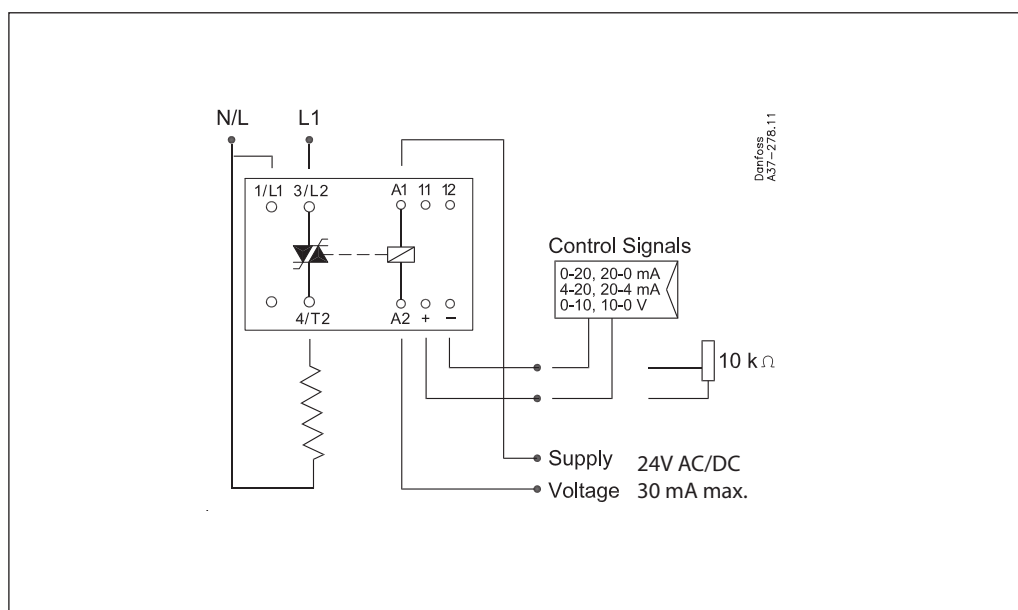 N/L L1
Danfoss
A37-278.11
1/L1 3/L2 A1 11 12
4/T2 A2 + −
Control Signals
0-20, 20-0 mA
4-20, 20-4 mA
0-10, 10-0 V
10 k Ω
Supply 24V AC/DC
Voltage 30 mA max.